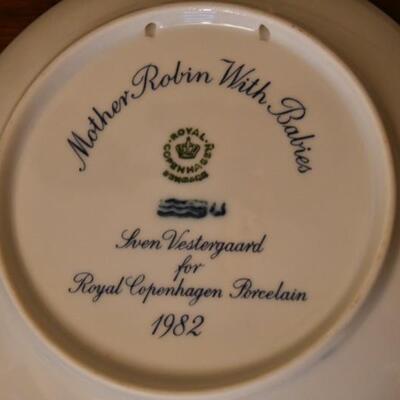 Mother Robin With Babies
ROYAL
COPENHAGEN
DENMARK
Sven Vestergaard
for
Royal Copenhagen Porcelain
1982